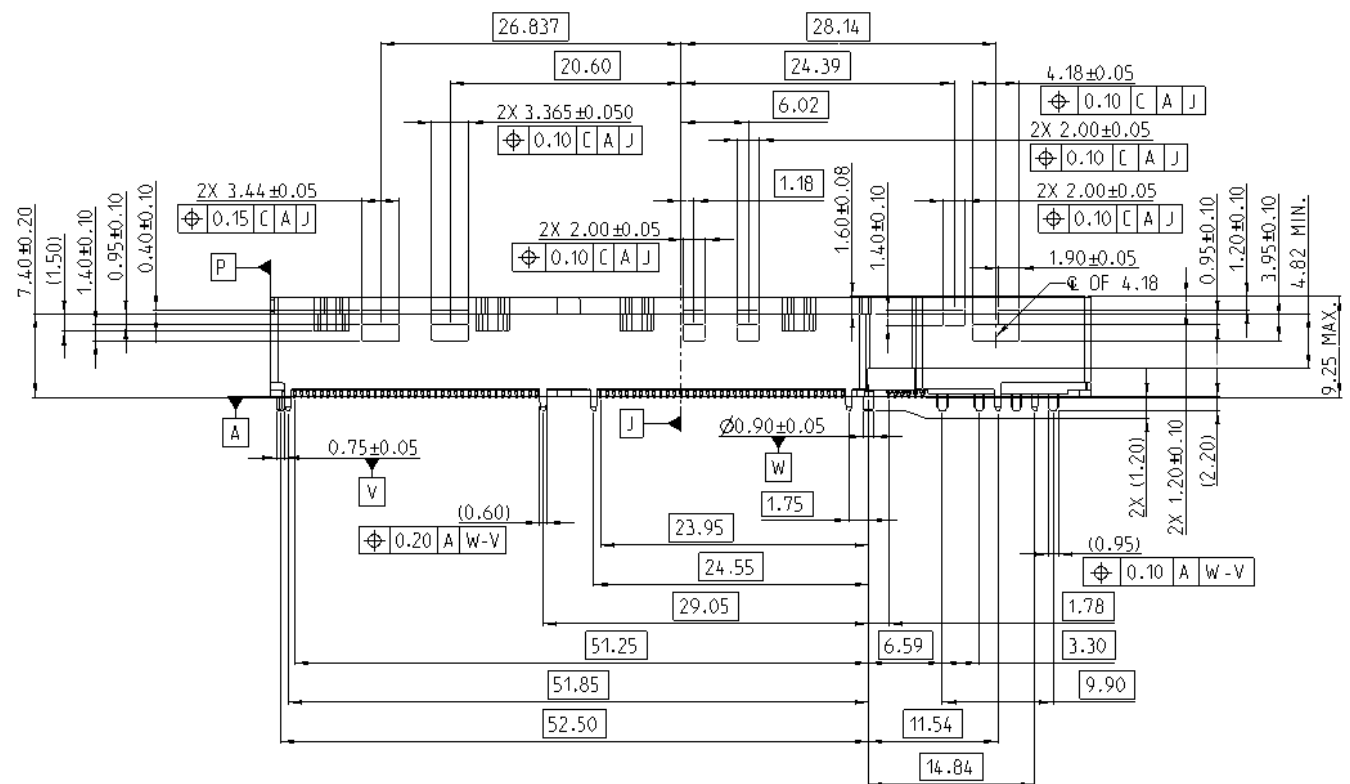 26.837
28.14
20.60
24.39
4.18±0.05
⌖ 0.10 C A J
2X 3.365±0.050
⌖ 0.10 C A J
6.02
2X 2.00±0.05
⌖ 0.10 C A J
2X 3.44±0.05
⌖ 0.15 C A J
1.18
2X 2.00±0.05
⌖ 0.10 C A J
2X 2.00±0.05
⌖ 0.10 C A J
7.40±0.20
(1.50)
1.40±0.10
0.95±0.10
0.40±0.10
1.60±0.08
1.40±0.10
0.95±0.10
1.20±0.10
3.95±0.10
4.82 MIN.
9.25 MAX.
P
1.90±0.05
℄ OF 4.18
A
J
Ø0.90±0.05
W
0.75±0.05
V
2X (1.20)
2X 1.20±0.10
(2.20)
(0.60)
⌖ 0.20 A W-V
1.75
23.95
(0.95)
⌖ 0.10 A W-V
24.55
29.05
1.78
51.25
6.59
3.30
51.85
9.90
52.50
11.54
14.84